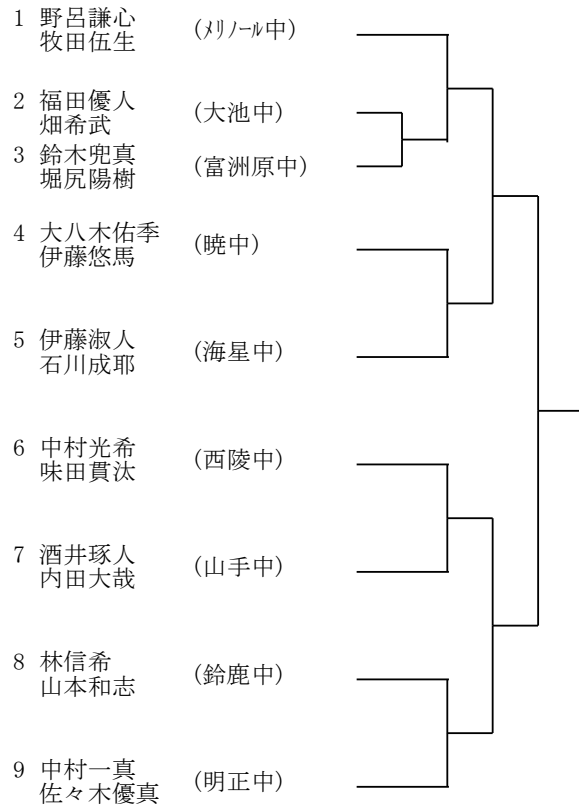 1 野呂謙心 (メリノール中)
牧田伍生
2 福田優人 (大池中)
畑希武
3 鈴木兜真 (富洲原中)
堀尻陽樹
4 大八木佑季 (暁中)
伊藤悠馬
5 伊藤淑人 (海星中)
石川成耶
6 中村光希 (西陵中)
味田貫汰
7 酒井琢人 (山手中)
内田大哉
8 林信希 (鈴鹿中)
山本和志
9 中村一真 (明正中)
佐々木優真